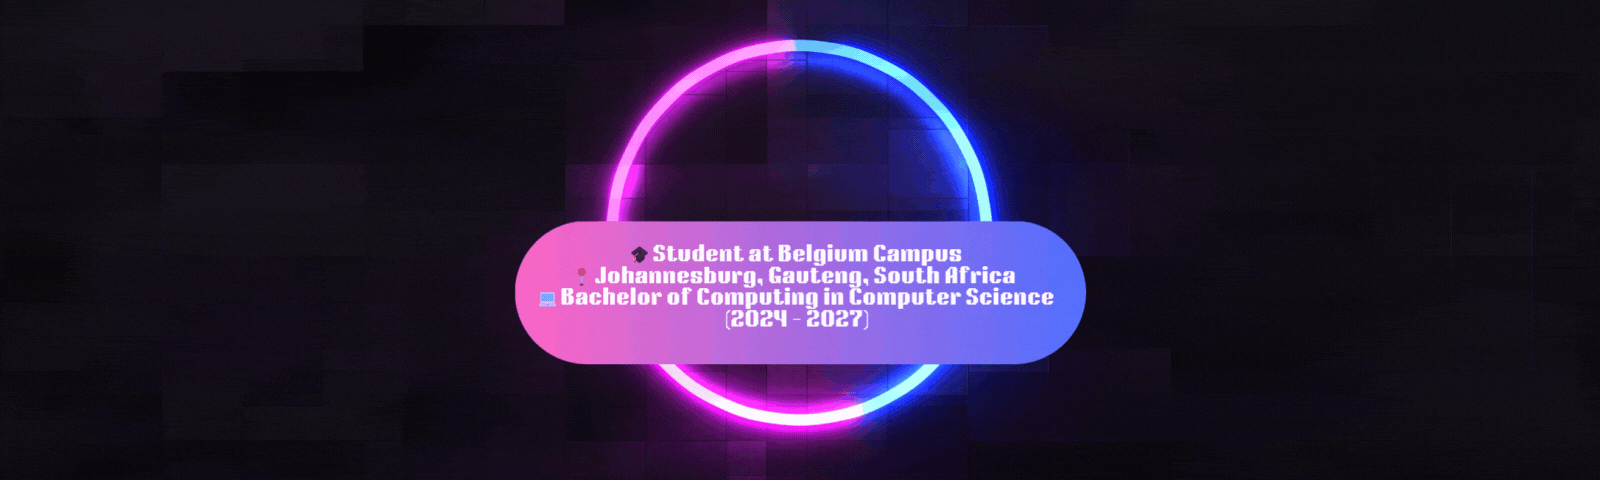 🎓 Student at Belgium Campus
📍 Johannesburg, Gauteng, South Africa
💻 Bachelor of Computing in Computer Science
(2024 - 2027)